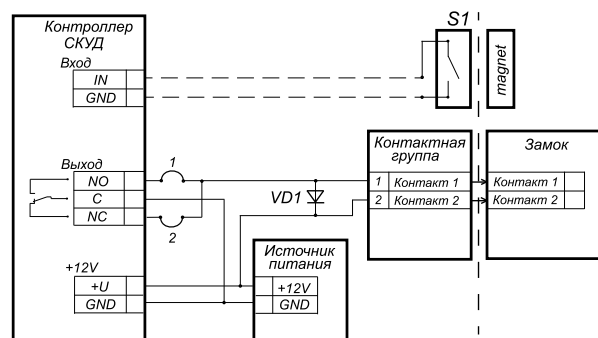 Контроллер
СКУД
Вход
IN
GND
S1
magnet
Выход
NO
C
NC
1
2
VD1
Контактная
группа
1 Контакт 1
2 Контакт 2
Замок
Контакт 1
Контакт 2
+12V
+U
GND
Источник
питания
+12V
GND